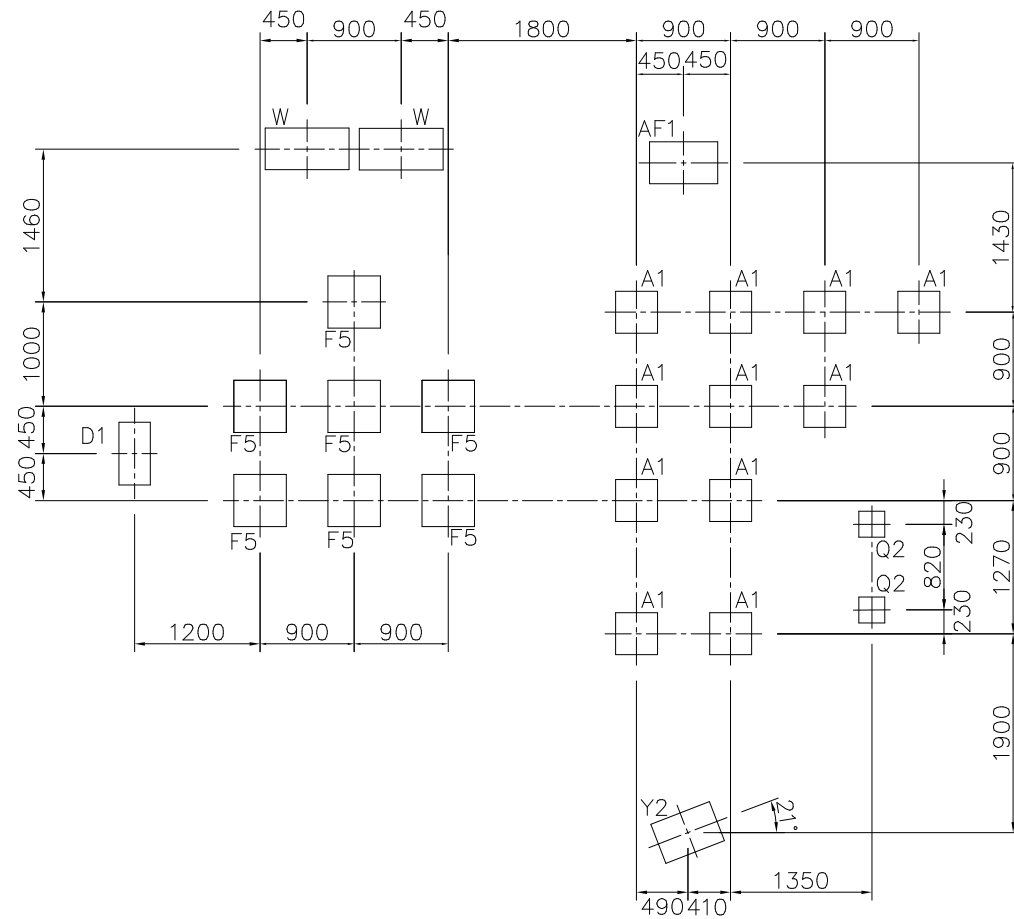 450 900 450 1800 900 900 900
450 450
W W AF1
1460 1430
A1 A1 A1 A1
F5
1000 900
A1 A1 A1
450 D1 F5 F5 F5 900
450
A1 A1
F5 F5 F5 230
Q2
820 1270
Q2
A1 A1 230
1200 900 900
1900
Y2 21°
490 410 1350